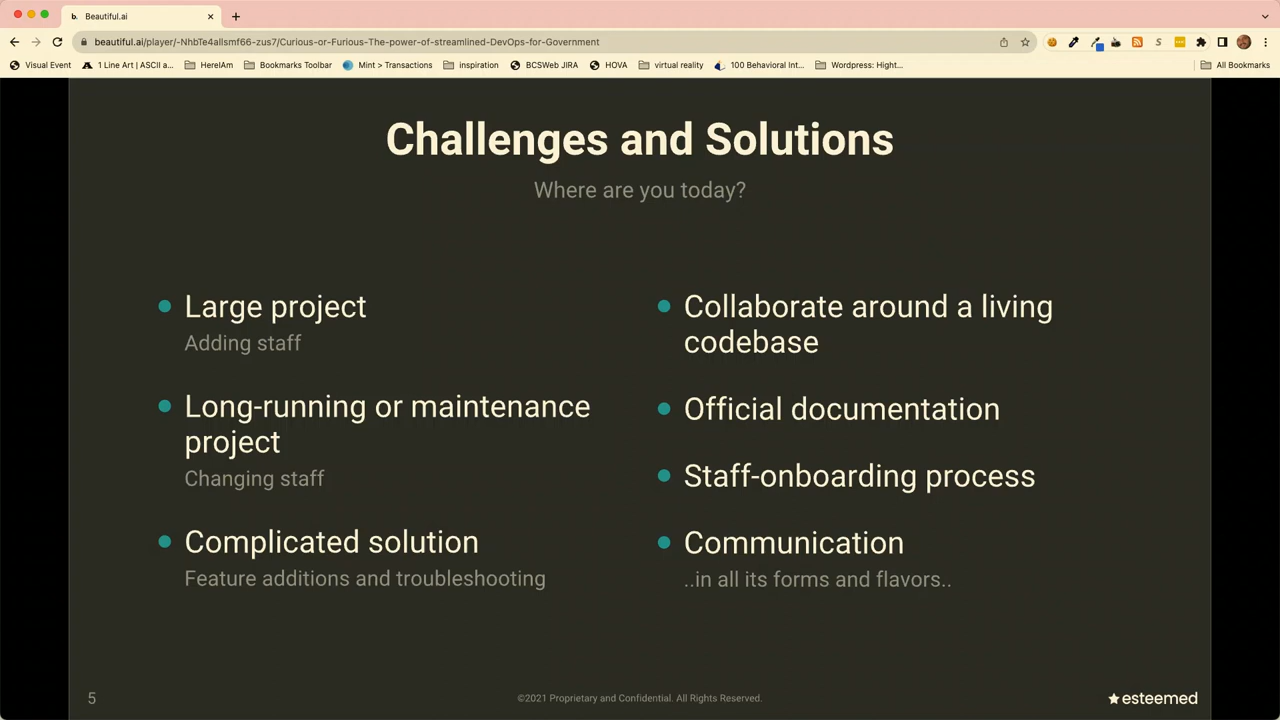 b. Beautiful.ai
beautiful.ai/player/-NhbTe4allsmf66-zus7/Curious-or-Furious-The-power-of-streamlined-DevOps-for-Government
Visual Event
1 Line Art | ASCII a...
HereIAm
Bookmarks Toolbar
Mint > Transactions
inspiration
BCSWeb JIRA
HOVA
virtual reality
100 Behavioral Int...
Wordpress: Hight...
All Bookmarks
Challenges and Solutions
Where are you today?
Large project
Adding staff
Long-running or maintenance
project
Changing staff
Complicated solution
Feature additions and troubleshooting
Collaborate around a living
codebase
Official documentation
Staff-onboarding process
Communication
..in all its forms and flavors..
5
©2021 Proprietary and Confidential. All Rights Reserved.
esteemed